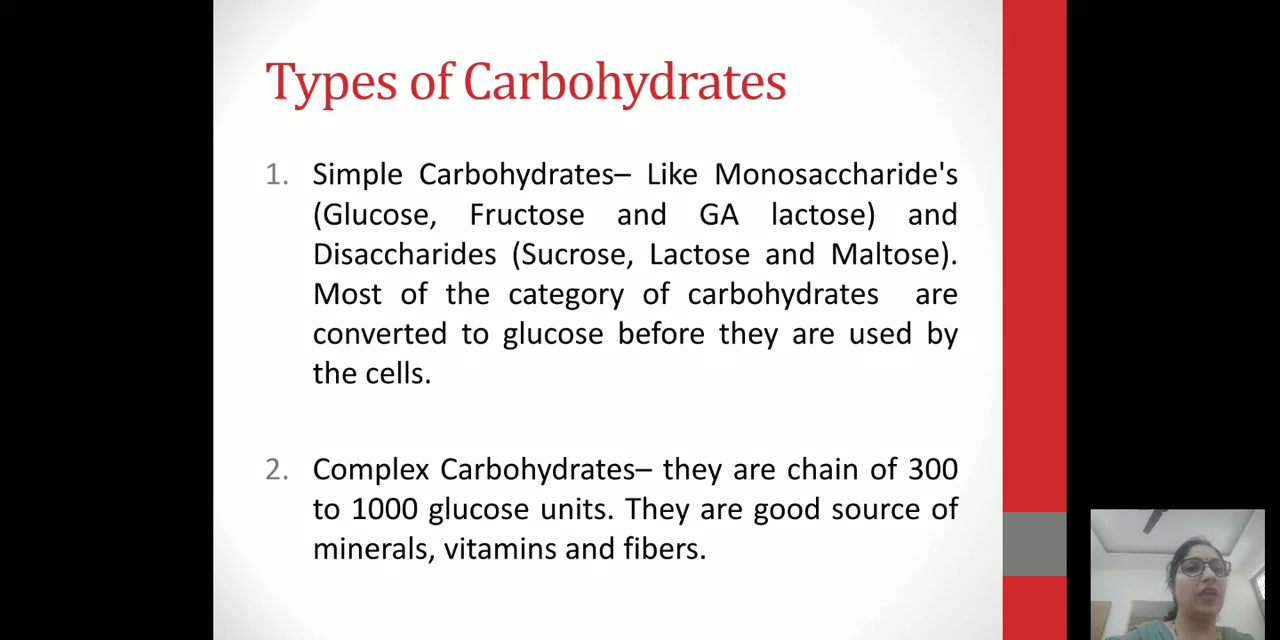 Types of Carbohydrates
1. Simple Carbohydrates– Like Monosaccharide's
(Glucose, Fructose and GA lactose) and
Disaccharides (Sucrose, Lactose and Maltose).
Most of the category of carbohydrates are
converted to glucose before they are used by
the cells.
2. Complex Carbohydrates– they are chain of 300
to 1000 glucose units. They are good source of
minerals, vitamins and fibers.